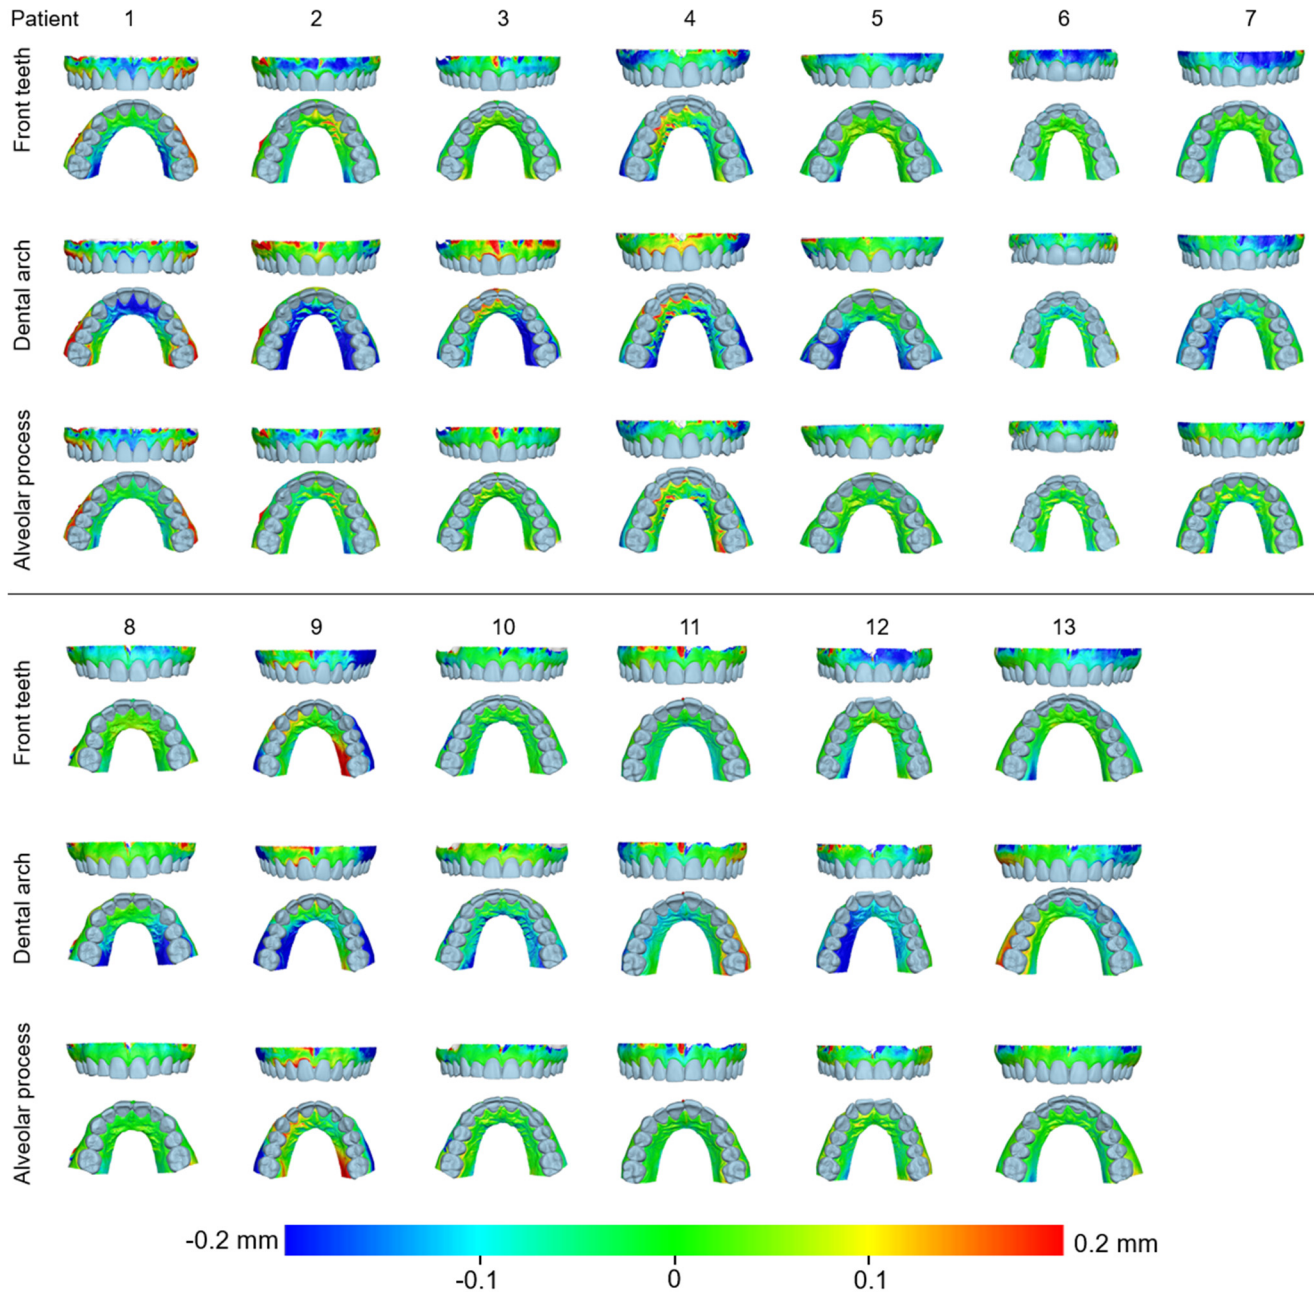 Patient 1 2 3 4 5 6 7
Front teeth
Dental arch
Alveolar process
8 9 10 11 12 13
Front teeth
Dental arch
Alveolar process
-0.2 mm 0.2 mm
-0.1 0 0.1